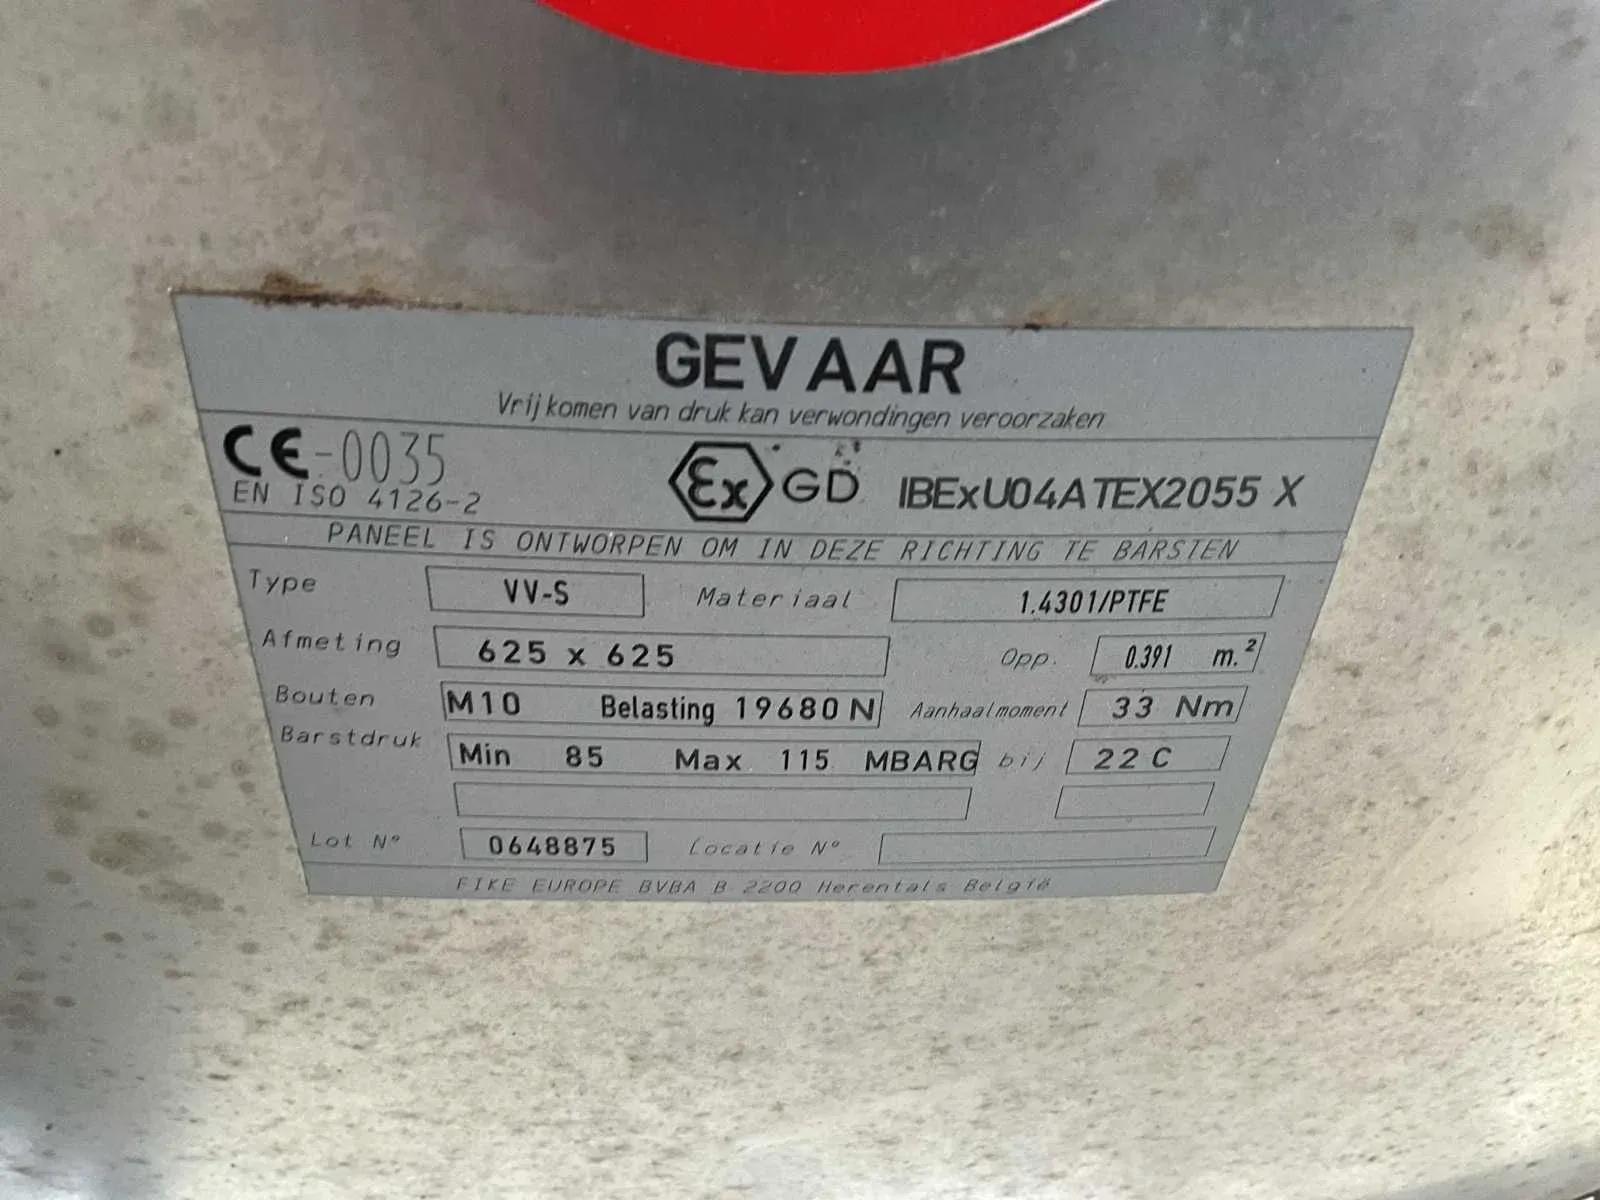 GEVAAR
Vrijkomen van druk kan verwondingen veroorzaken
CE-0035 Ex GD IBExU04ATEX2055 X
EN ISO 4126-2
PANEEL IS ONTWORPEN OM IN DEZE RICHTING TE BARSTEN
Type VV-S Materiaal 1.4301/PTFE
Afmeting 625 x 625 Opp. 0.391 m.²
Bouten M10 Belasting 19680 N Aanhaalmoment 33 Nm
Barstdruk Min 85 Max 115 MBARG bij 22 C
Lot N° 0648875 Locatie N°
FIKE EUROPE BVBA B 2200 Herentals België